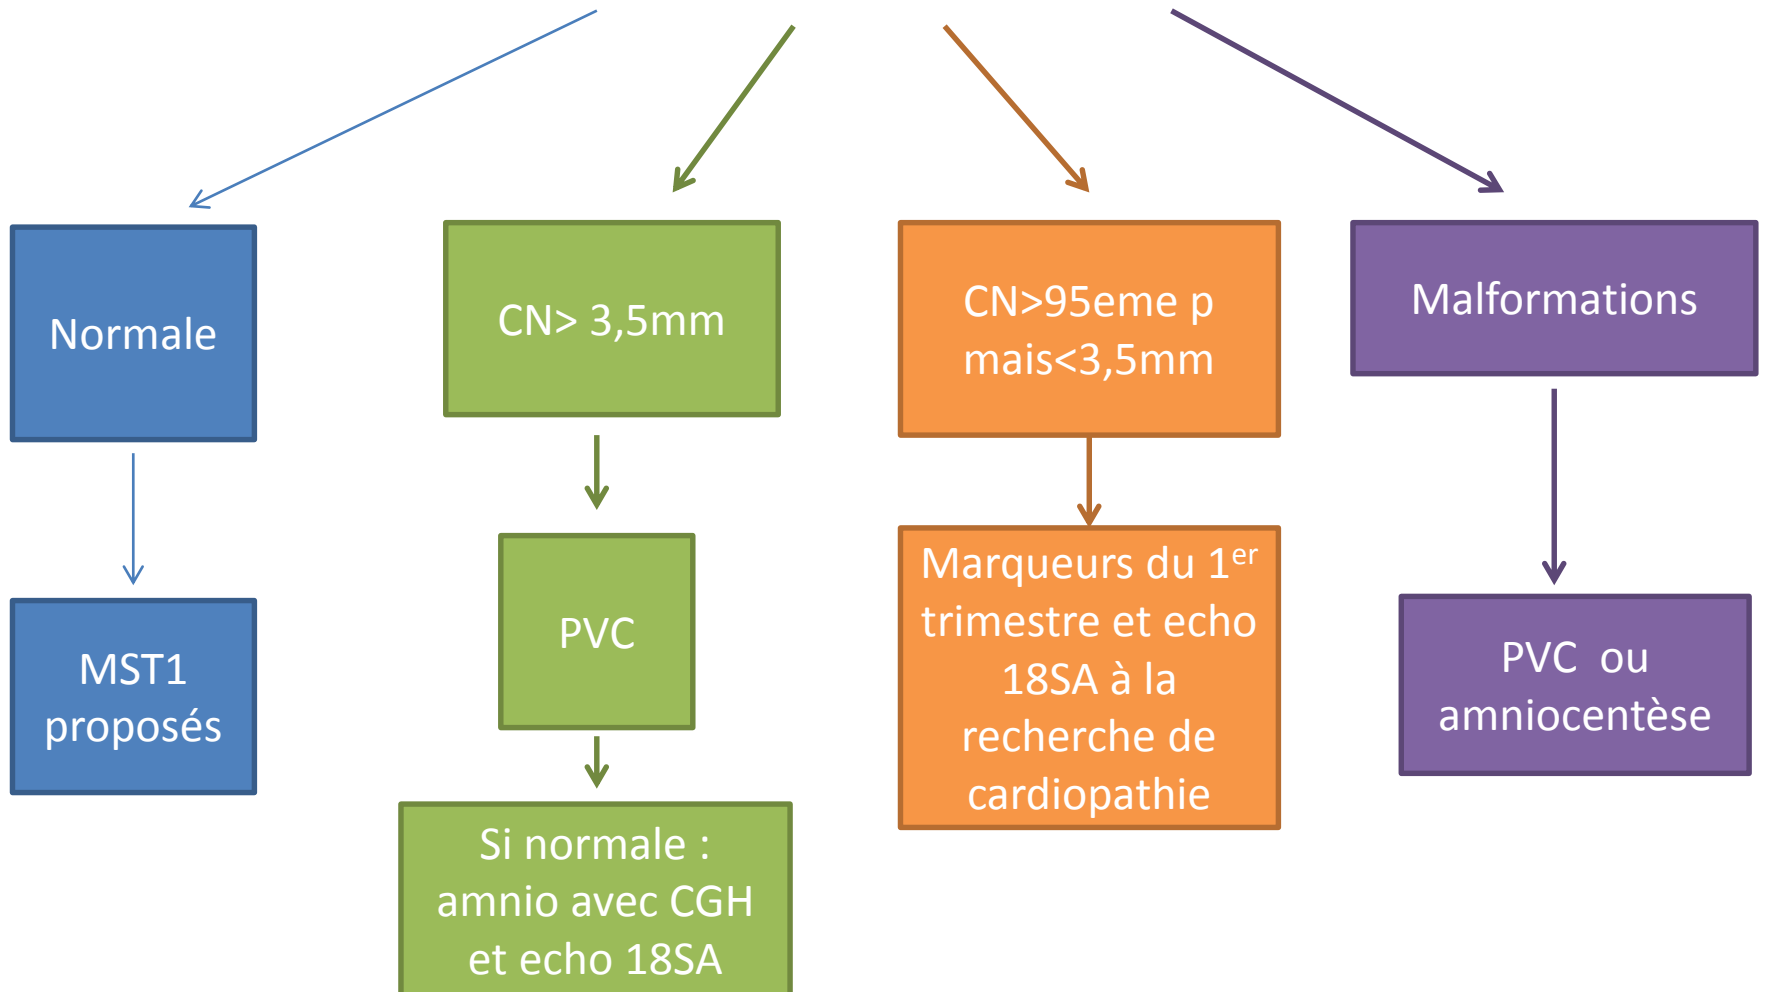 Normale
CN> 3,5mm
CN>95eme p
mais<3,5mm
Malformations
MST1
proposés
PVC
Marqueurs du 1er
trimestre et echo
18SA à la
recherche de
cardiopathie
PVC ou
amniocentèse
Si normale :
amnio avec CGH
et echo 18SA